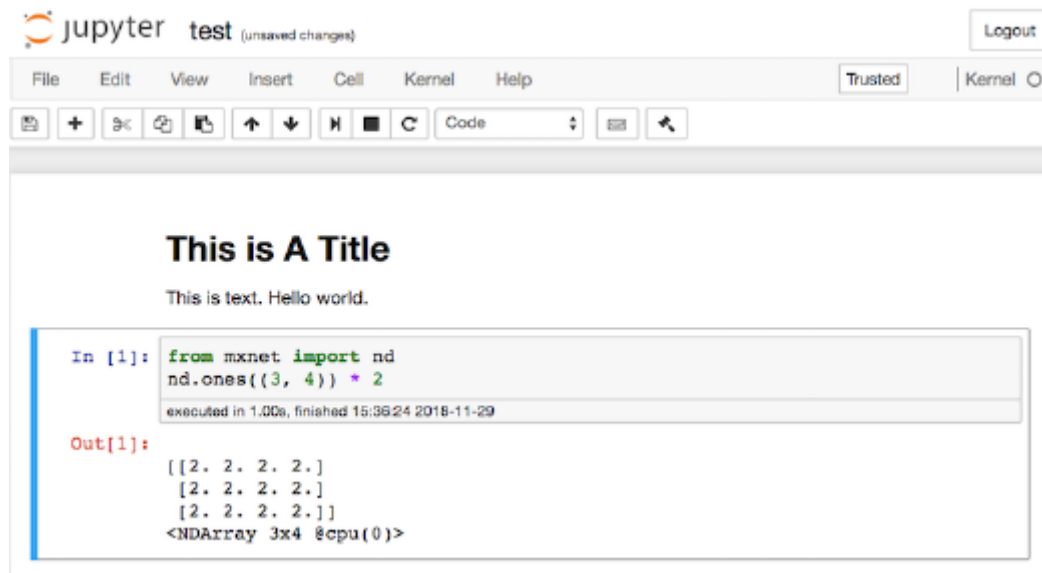 jupyter test (unsaved changes) Logout
File Edit View Insert Cell Kernel Help Trusted Kernel
Code
This is A Title
This is text. Hello world.
In [1]: from mxnet import nd
nd.ones((3, 4)) * 2
executed in 1.00s, finished 15:36:24 2018-11-29
Out[1]:
[[2. 2. 2. 2.]
[2. 2. 2. 2.]
[2. 2. 2. 2.]]
<NDArray 3x4 @cpu(0)>